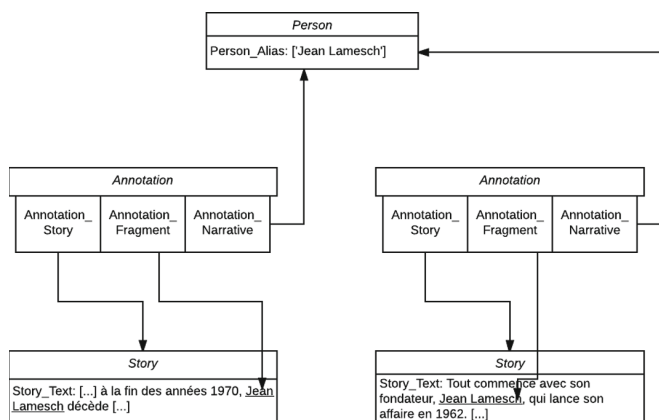 Person
Person_Alias: ['Jean Lamesch']
Annotation
Annotation_
Story
Annotation_
Fragment
Annotation_
Narrative
Annotation
Annotation_
Story
Annotation_
Fragment
Annotation_
Narrative
Story
Story_Text: [...] à la fin des années 1970, Jean
Lamesch décède [...]
Story
Story_Text: Tout commence avec son
fondateur, Jean Lamesch, qui lance son
affaire en 1962. [...]